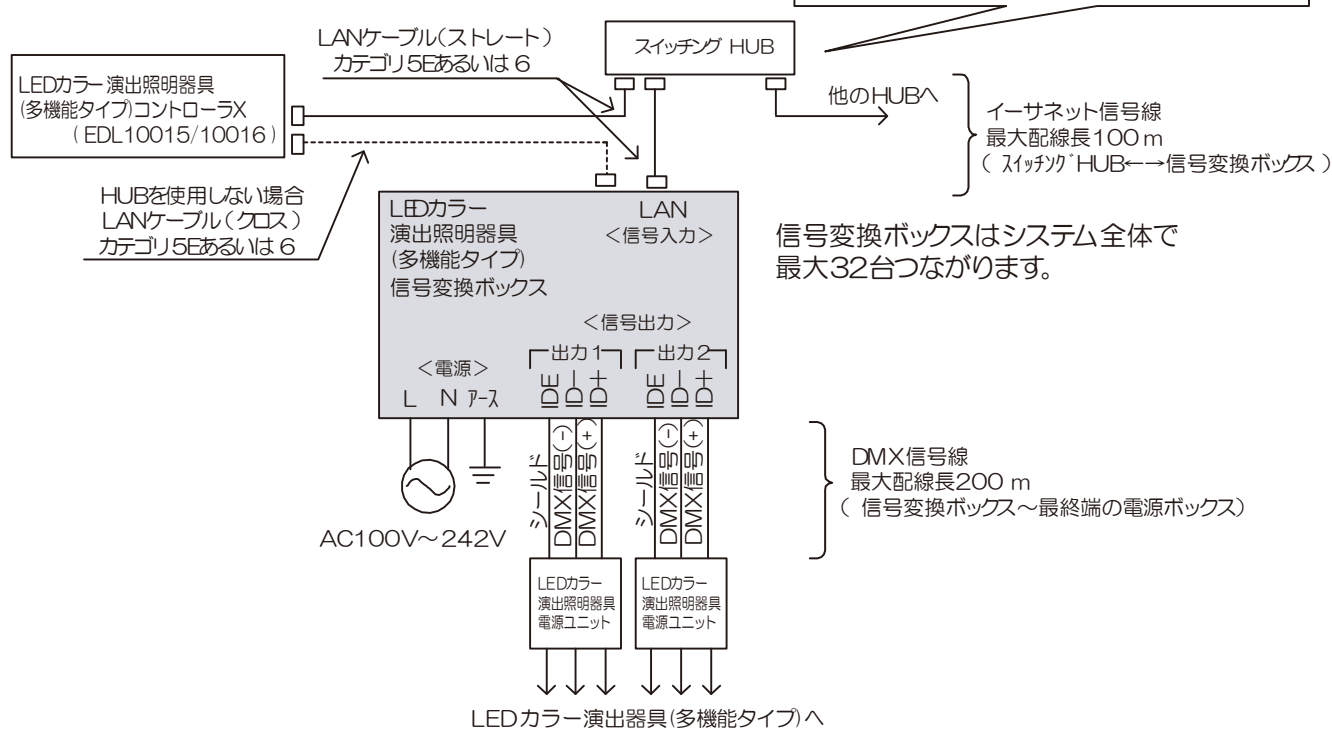 LANケーブル(ストレート)
カテゴリ5Eあるいは6
スイッチング HUB
LEDカラー演出照明器具
(多機能タイプ)コントローラX
(EDL10015/10016)
他のHUBへ
イーサネット信号線
最大配線長100m
(スイッチングHUB←→信号変換ボックス)
HUBを使用しない場合
LANケーブル(クロス)
カテゴリ5Eあるいは6
LEDカラー
演出照明器具
(多機能タイプ)
信号変換ボックス
LAN
<信号入力>
信号変換ボックスはシステム全体で
最大32台つながります。
<信号出力>
出力1
出力2
<電源>
L N アース
IDE
ID-
ID+
IDE
ID-
ID+
シールド
DMX信号(-)
DMX信号(+)
シールド
DMX信号(-)
DMX信号(+)
AC100V~242V
DMX信号線
最大配線長200 m
(信号変換ボックス~最終端の電源ボックス)
LEDカラー
演出照明器具
電源ユニット
LEDカラー
演出照明器具
電源ユニット
LEDカラー演出器具(多機能タイプ)へ